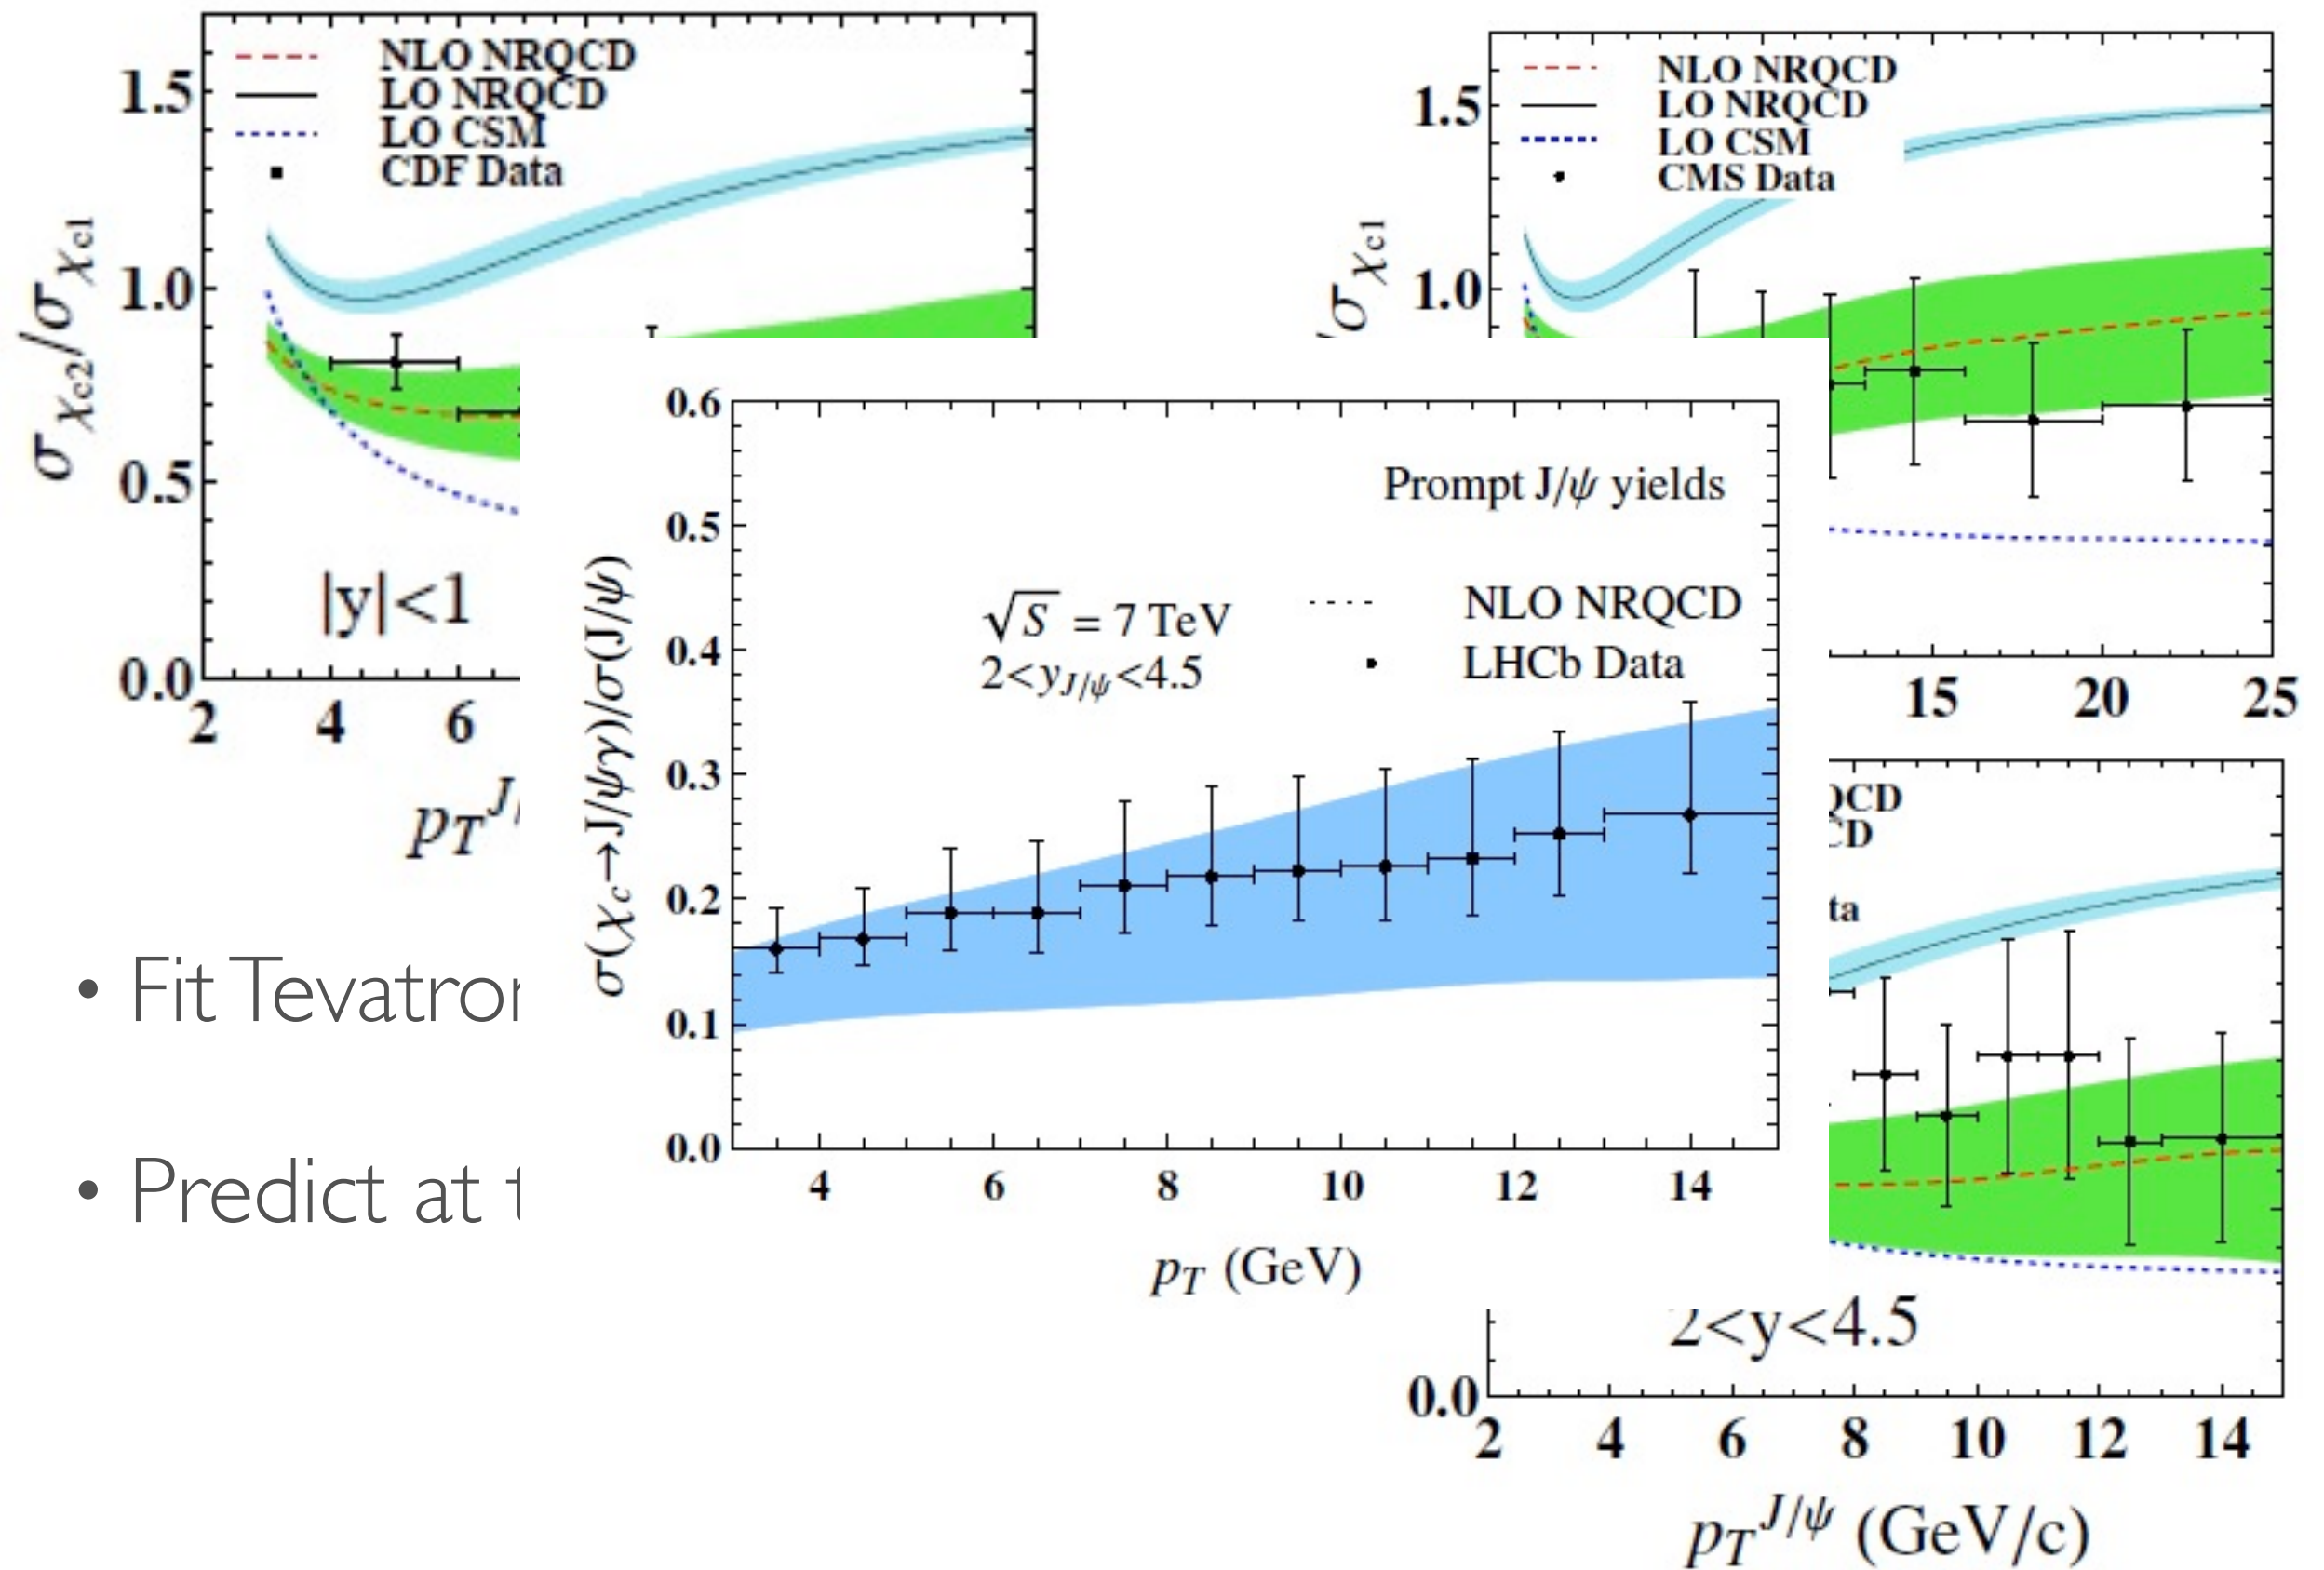 NLO NRQCD
LO NRQCD
LO CSM
CDF Data
σχc2/σχc1
1.5
1.0
0.5
0.0
|y|<1
2 4 6
pT J/
NLO NRQCD
LO NRQCD
LO CSM
CMS Data
σχc1
1.5
1.0
15 20 25
0.6
0.5
0.4
0.3
0.2
0.1
0.0
Prompt J/ψ yields
√S = 7 TeV
2<yJ/ψ<4.5
NLO NRQCD
LHCb Data
σ(χc→J/ψγ)/σ(J/ψ)
4 6 8 10 12 14
pT (GeV)
QCD
CD
ta
• Fit Tevatron
• Predict at t
2<y<4.5
0.0
2 4 6 8 10 12 14
pT J/ψ (GeV/c)